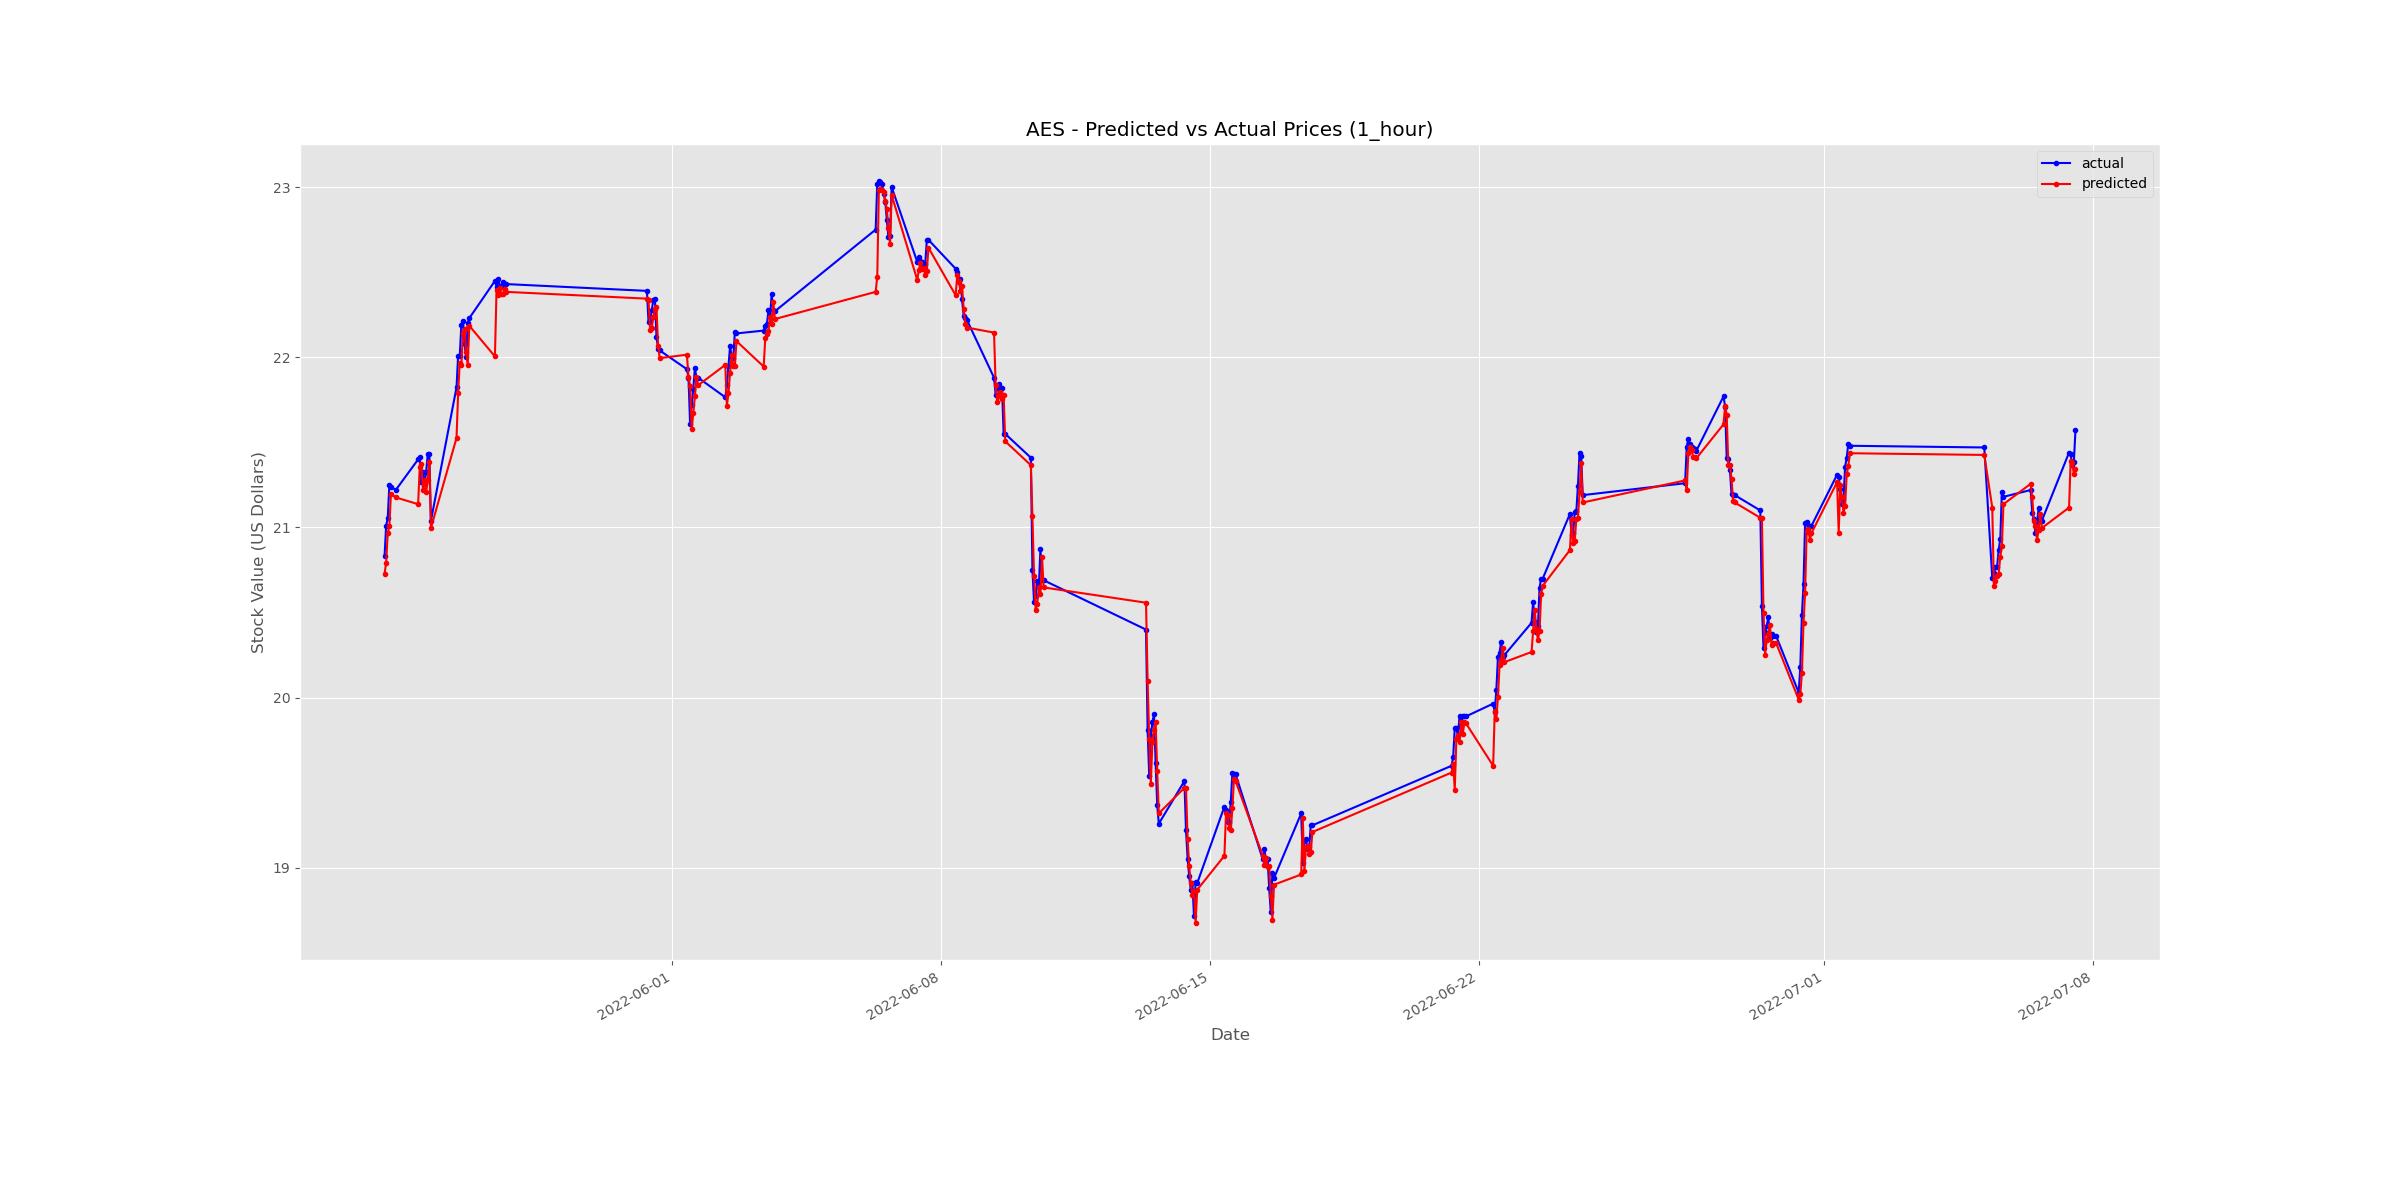 AES - Predicted vs Actual Prices (1_hour)
actual
predicted
23
22
21
20
19
Stock Value (US Dollars)
2022-06-01
2022-06-08
2022-06-15
2022-06-22
2022-07-01
2022-07-08
Date